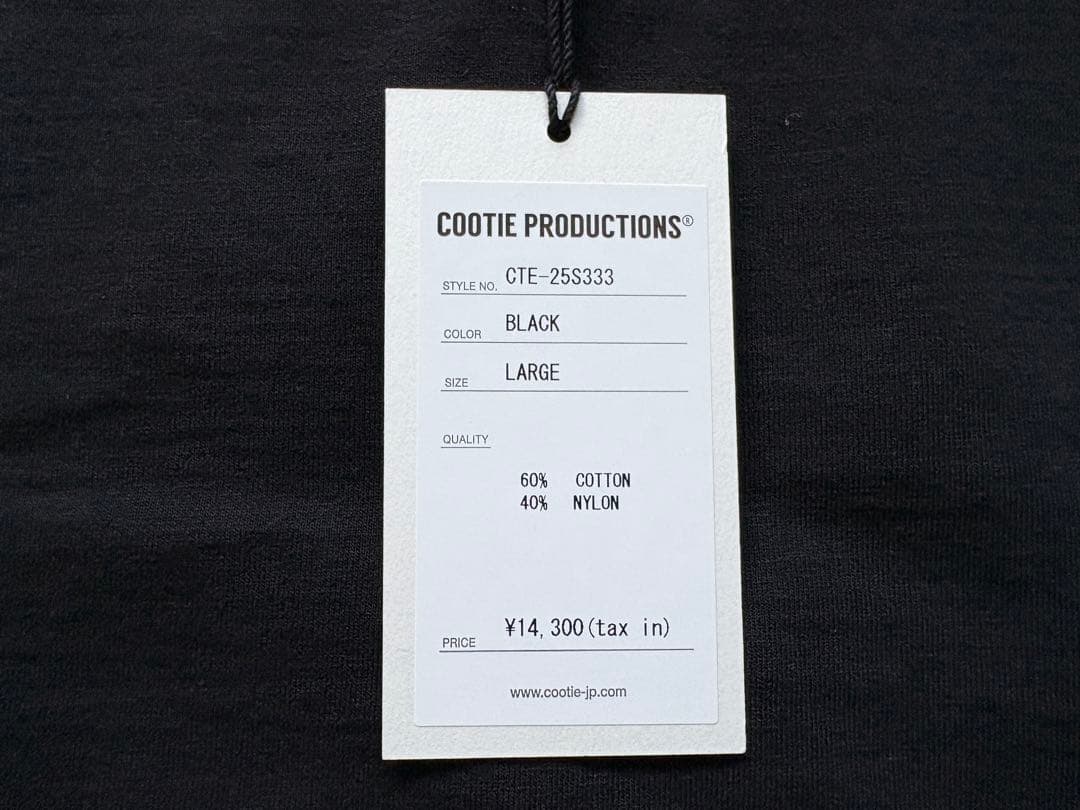 COOTIE PRODUCTIONS®
STYLE NO. CTE-25S333
COLOR BLACK
SIZE LARGE
QUALITY
60% COTTON
40% NYLON
PRICE ¥14,300(tax in)
www.cootie-jp.com